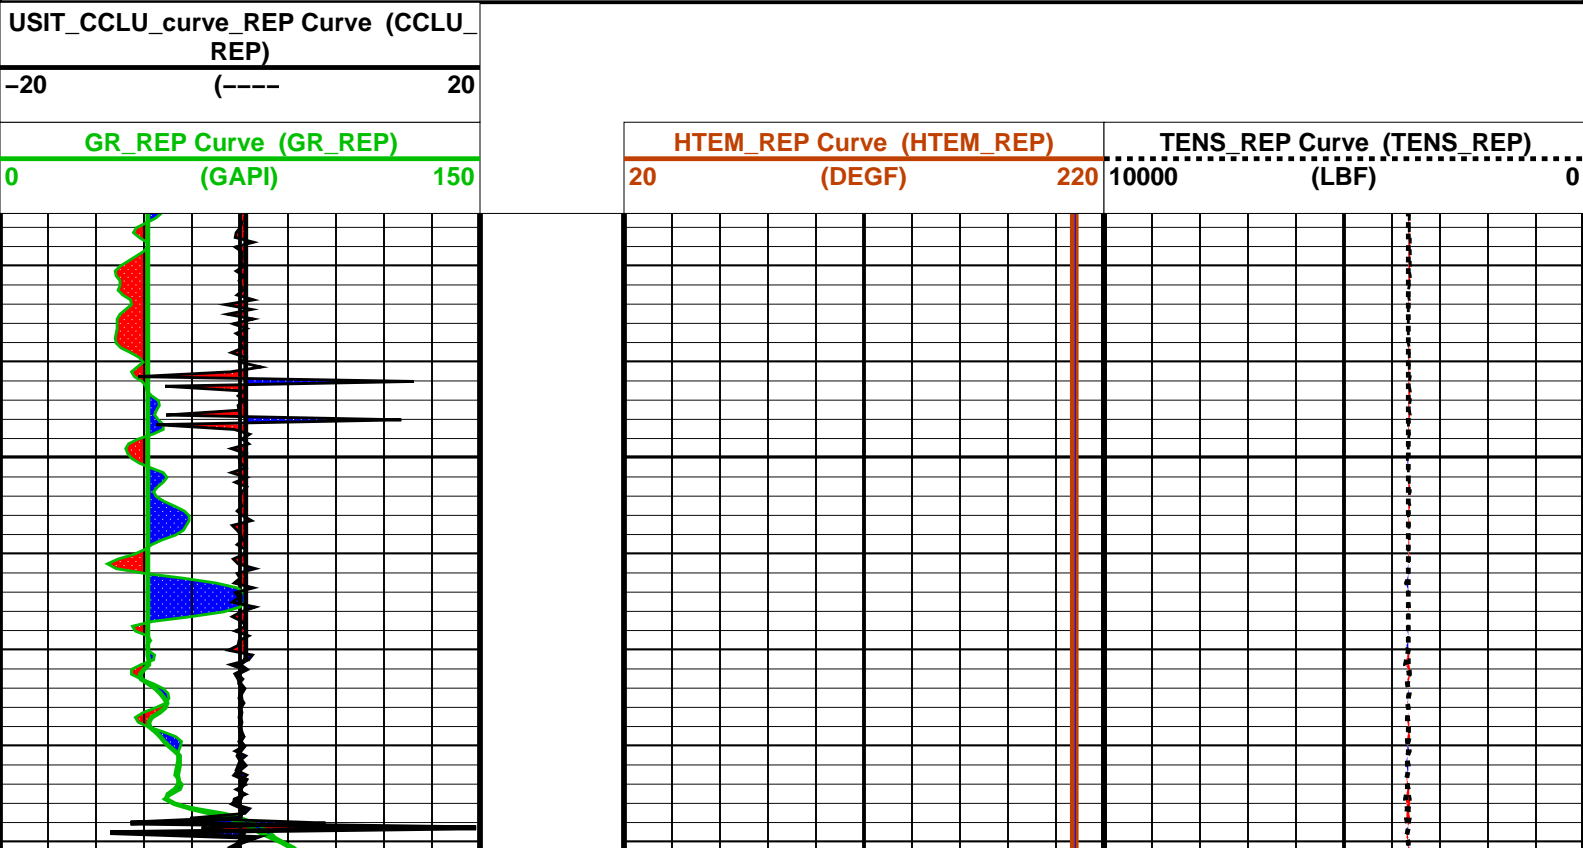 USIT_CCLU_curve_REP Curve (CCLU_
REP)
−20 (−−−− 20
GR_REP Curve (GR_REP)
0 (GAPI) 150
HTEM_REP Curve (HTEM_REP)
20 (DEGF) 220
TENS_REP Curve (TENS_REP)
10000 (LBF) 0